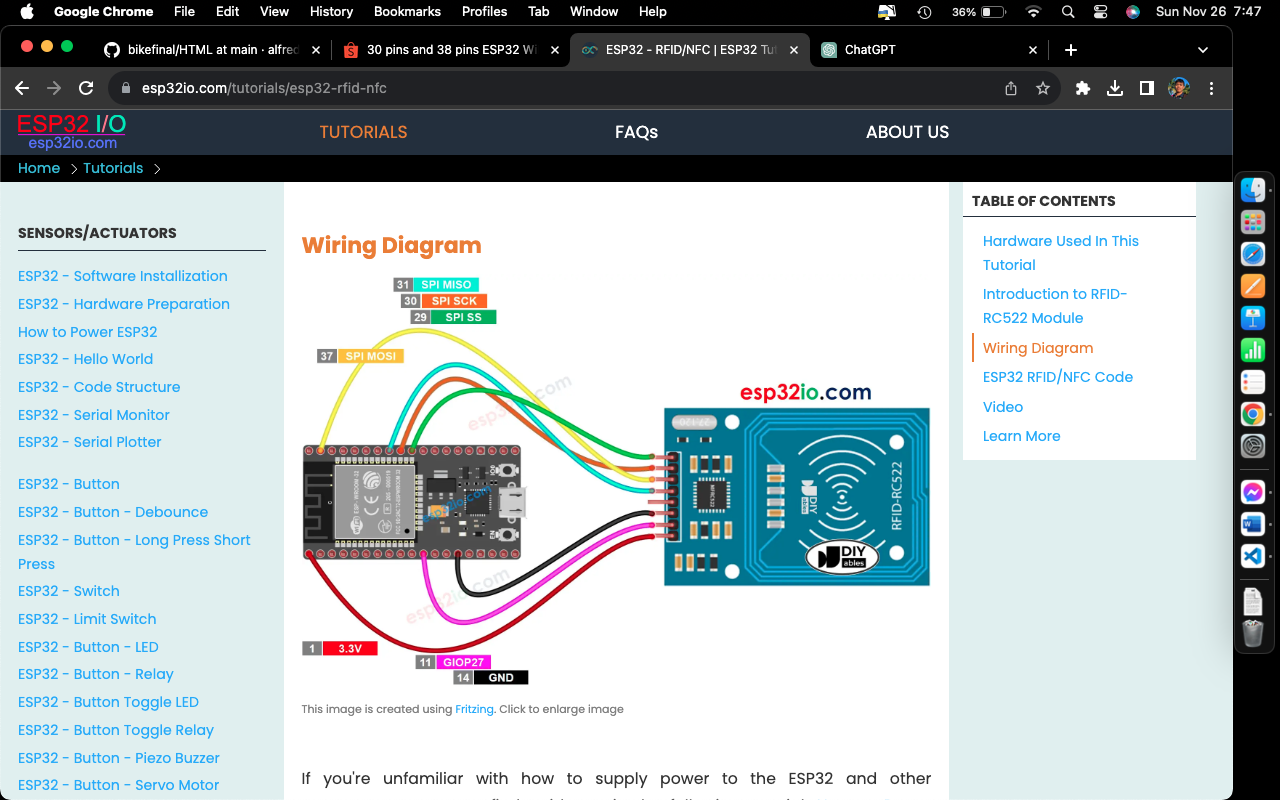 Google Chrome File Edit View History Bookmarks Profiles Tab Window Help 36% Sun Nov 26 7:47
bikefinal/HTML at main · alfred
30 pins and 38 pins ESP32 Wi
ESP32 - RFID/NFC | ESP32 Tut
ChatGPT
esp32io.com/tutorials/esp32-rfid-nfc
ESP32 I/O
esp32io.com
TUTORIALS
FAQs
ABOUT US
Home
Tutorials
SENSORS/ACTUATORS
ESP32 - Software Installization
ESP32 - Hardware Preparation
How to Power ESP32
ESP32 - Hello World
ESP32 - Code Structure
ESP32 - Serial Monitor
ESP32 - Serial Plotter
ESP32 - Button
ESP32 - Button - Debounce
ESP32 - Button - Long Press Short
Press
ESP32 - Switch
ESP32 - Limit Switch
ESP32 - Button - LED
ESP32 - Button - Relay
ESP32 - Button Toggle LED
ESP32 - Button Toggle Relay
ESP32 - Button - Piezo Buzzer
ESP32 - Button - Servo Motor
Wiring Diagram
31 SPI MISO
30 SPI SCK
29 SPI SS
37 SPI MOSI
esp32io.com
esp32io.com
RFID-RC522
DIY
ables
DIY
ables
esp32io.com
esp32io.com
1 3.3V
11 GIOP27
14 GND
This image is created using Fritzing. Click to enlarge image
If you're unfamiliar with how to supply power to the ESP32 and other
TABLE OF CONTENTS
Hardware Used In This
Tutorial
Introduction to RFID-
RC522 Module
Wiring Diagram
ESP32 RFID/NFC Code
Video
Learn More